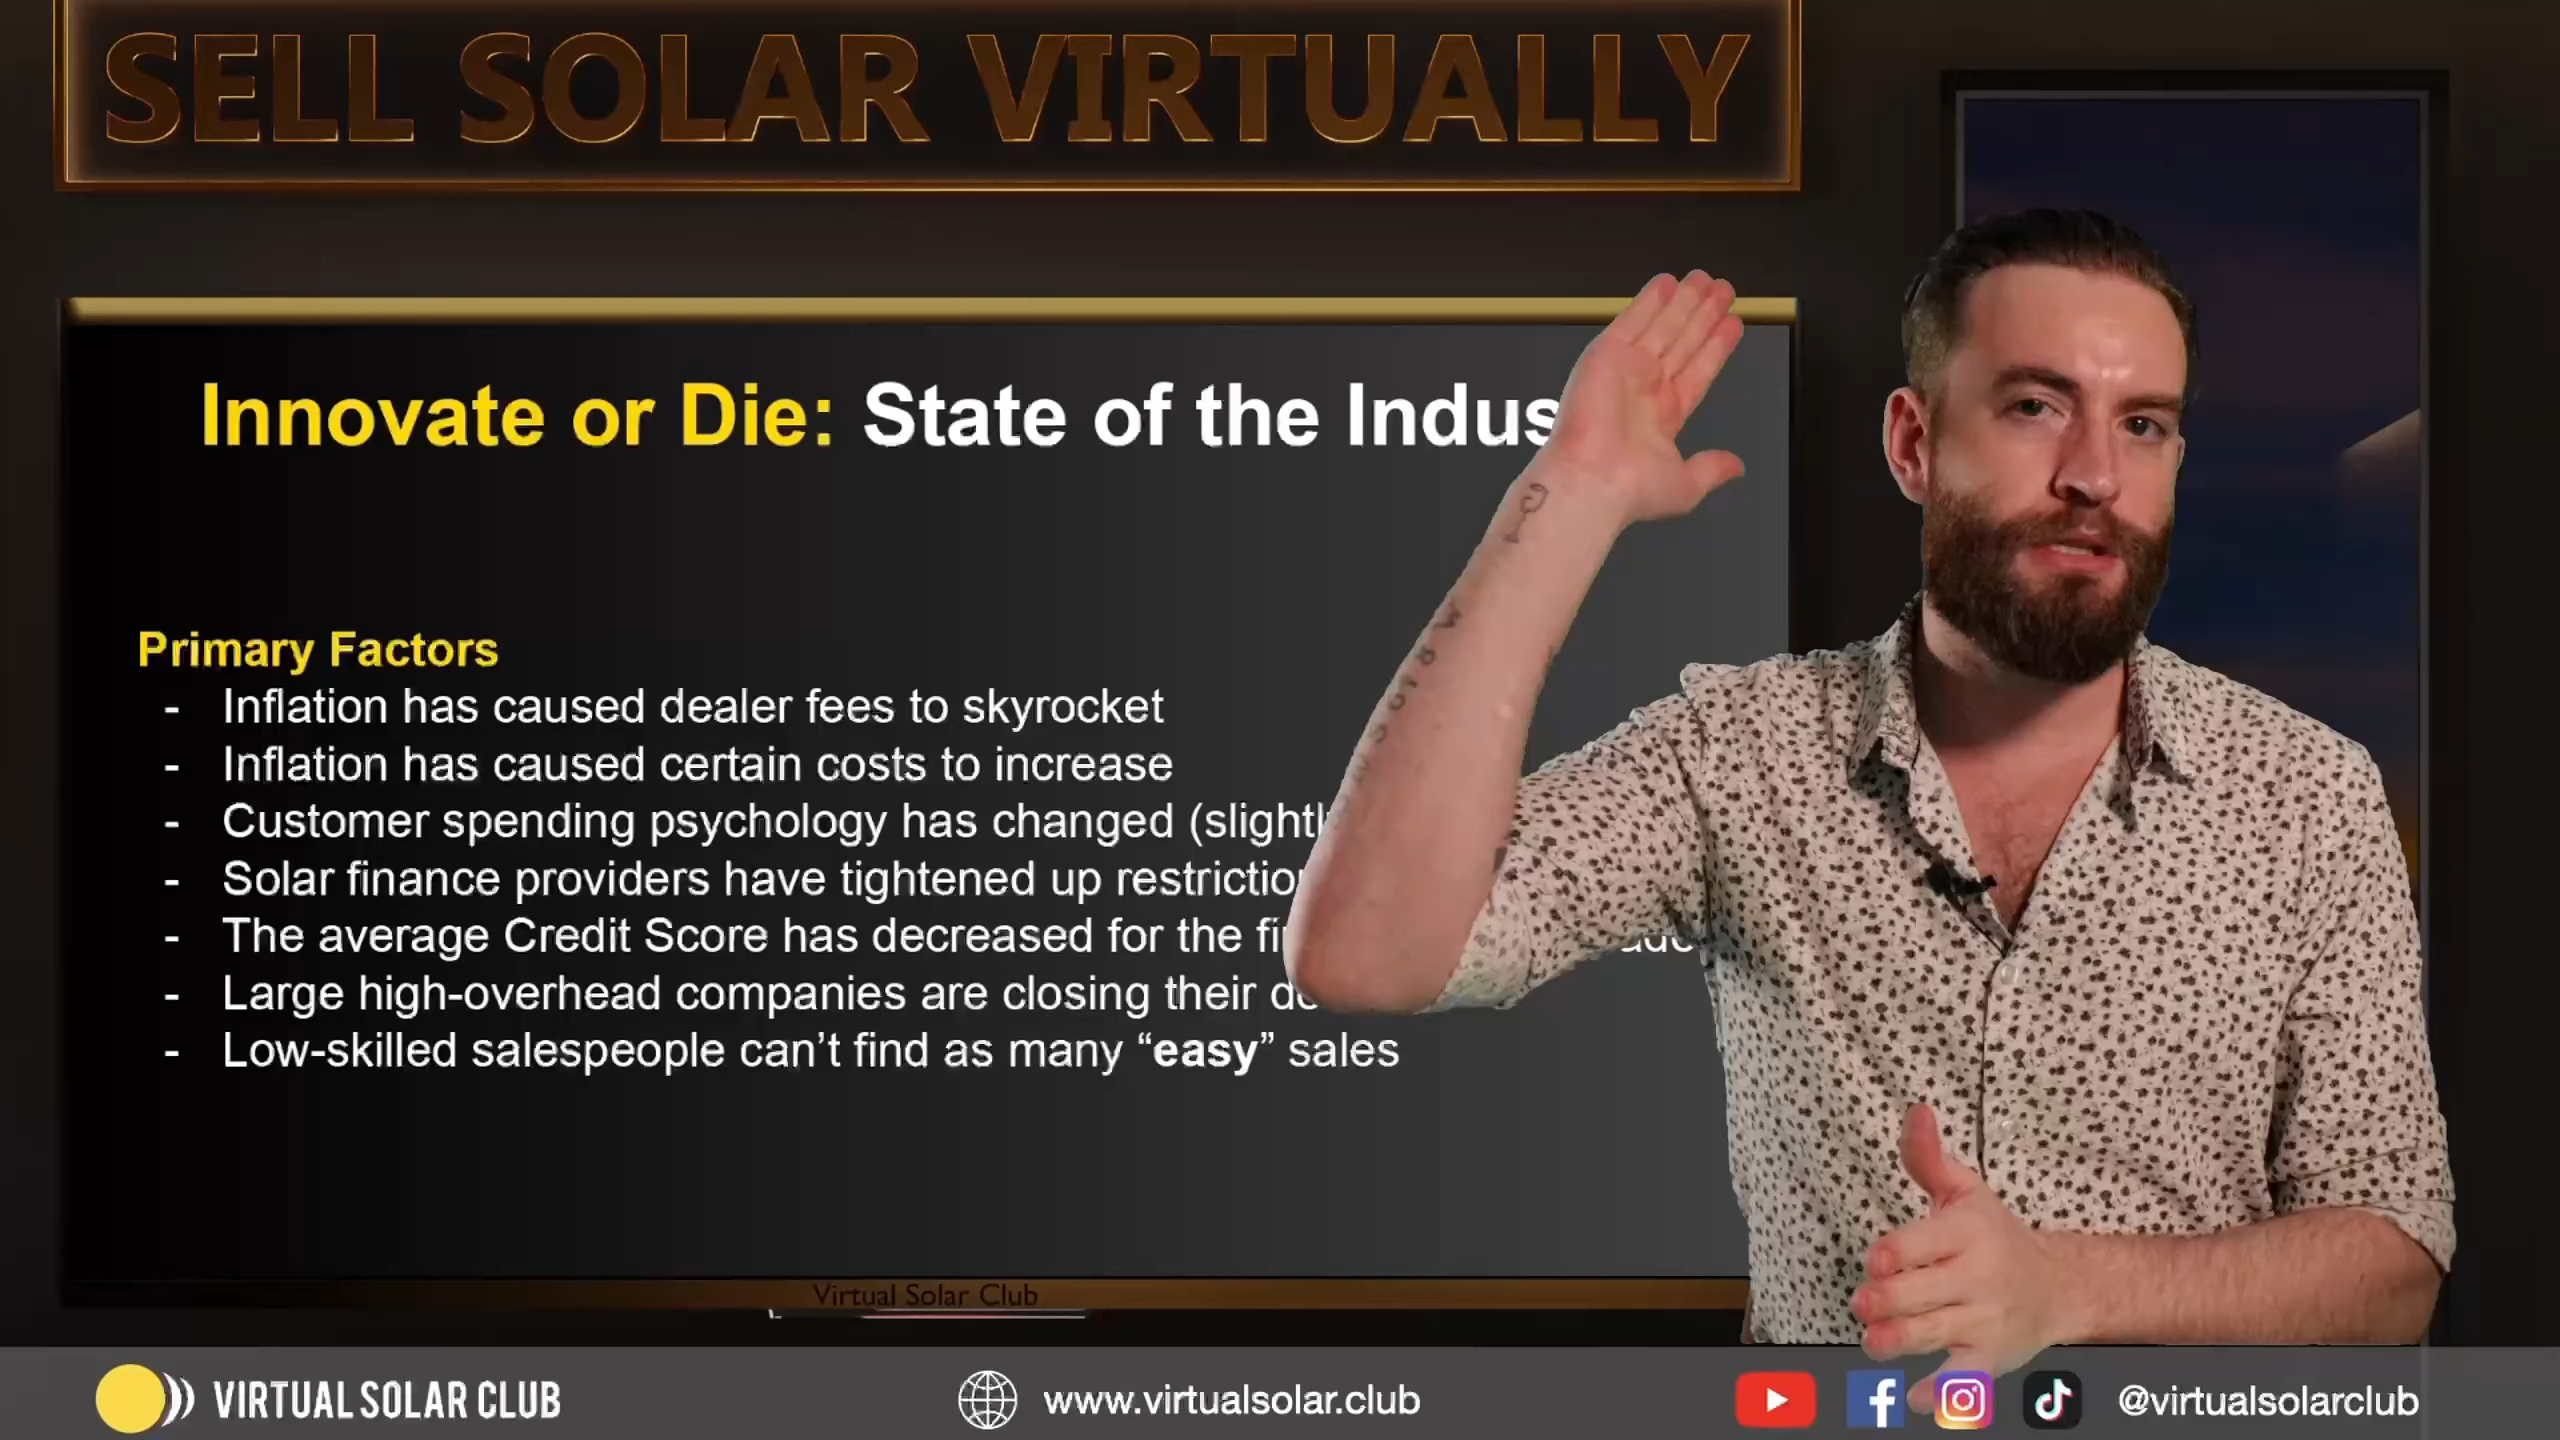 SELL SOLAR VIRTUALLY
Innovate or Die: State of the
Primary Factors
- Inflation has caused dealer fees to skyrocket
- Inflation has caused certain costs to increase
- Customer spending psychology has changed
- Solar finance providers have tightened up
- The average Credit Score has decreased for the
- Large high-overhead companies are closing their
- Low-skilled salespeople can’t find as many “easy” sales
Virtual Solar Club
VIRTUAL SOLAR CLUB
www.virtualsolar.club
@virtualsolarclub